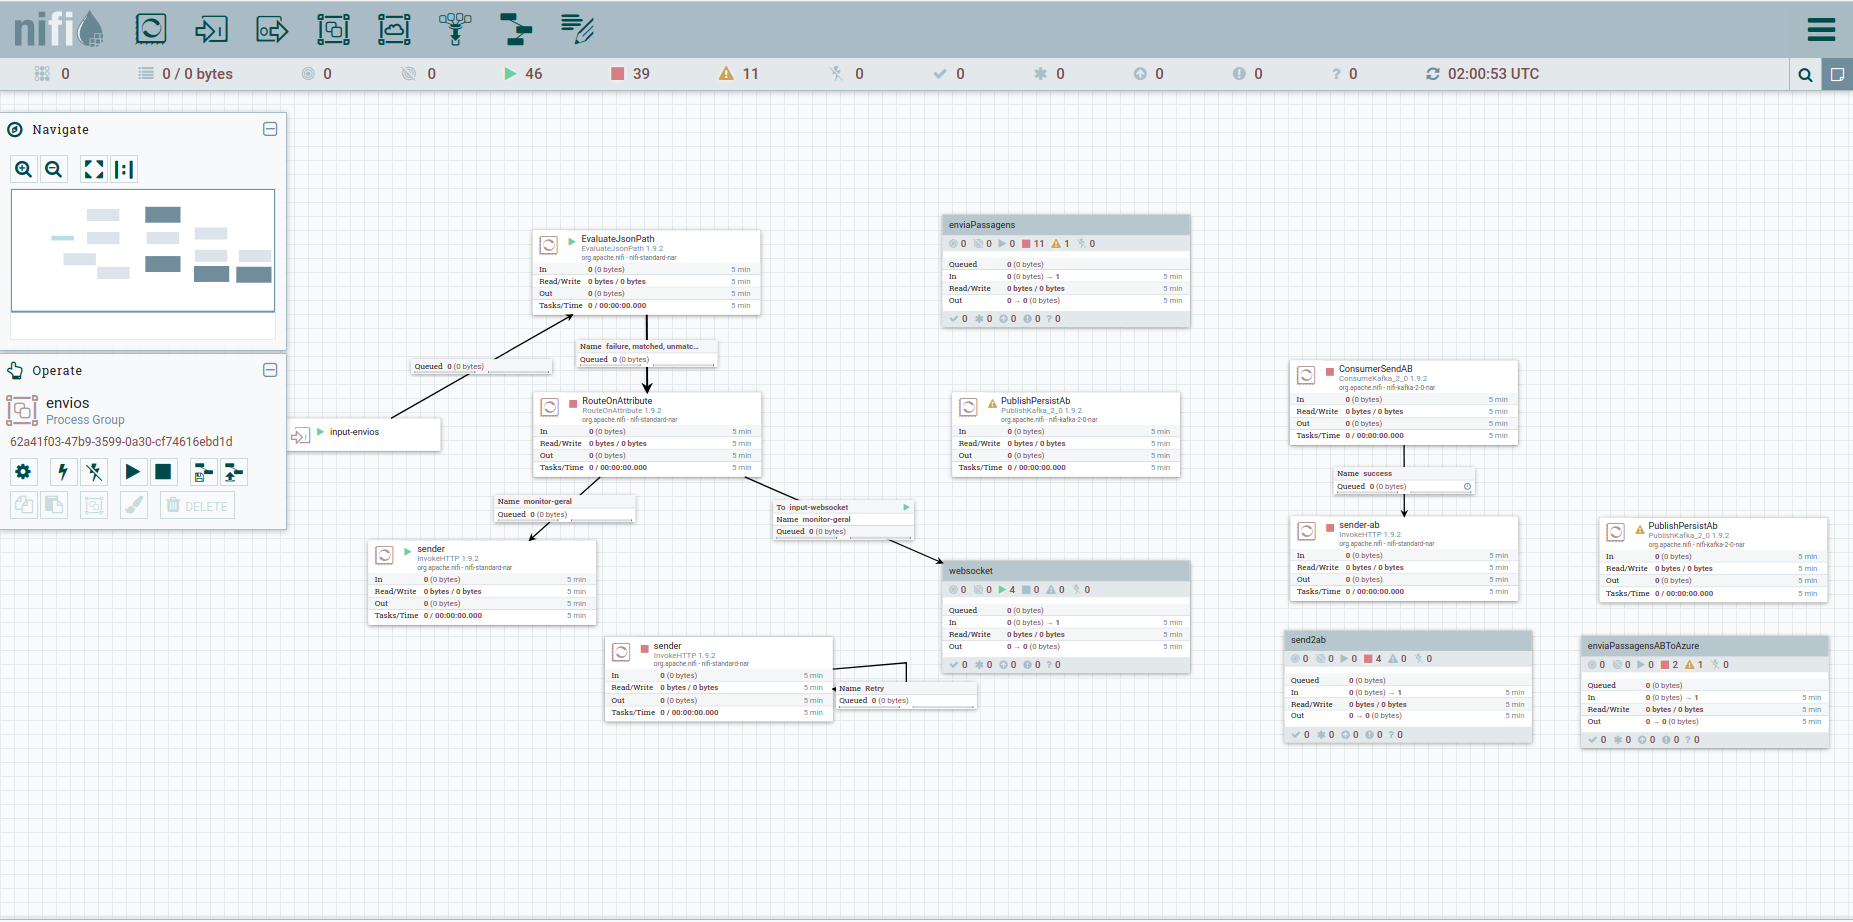 nifi
0
0 / 0 bytes
0
0
46
39
11
0
0
0
0
0
? 0
02:00:53 UTC
Navigate
Operate
envios
Process Group
62a41f03-47b9-3599-0a30-cf74616ebd1d
DELETE
input-envios
Queued 0 (0 bytes)
EvaluateJsonPath
EvaluateJsonPath 1.9.2
org.apache.nifi - nifi-standard-nar
In 0 (0 bytes) 5 min
Read/Write 0 bytes / 0 bytes 5 min
Out 0 (0 bytes) 5 min
Tasks/Time 0 / 00:00:00.000 5 min
Name failure, matched, unmatc...
Queued 0 (0 bytes)
RouteOnAttribute
RouteOnAttribute 1.9.2
org.apache.nifi - nifi-standard-nar
In 0 (0 bytes) 5 min
Read/Write 0 bytes / 0 bytes 5 min
Out 0 (0 bytes) 5 min
Tasks/Time 0 / 00:00:00.000 5 min
Name monitor-geral
Queued 0 (0 bytes)
To input-websocket
Name monitor-geral
Queued 0 (0 bytes)
sender
InvokeHTTP 1.9.2
org.apache.nifi - nifi-standard-nar
In 0 (0 bytes) 5 min
Read/Write 0 bytes / 0 bytes 5 min
Out 0 (0 bytes) 5 min
Tasks/Time 0 / 00:00:00.000 5 min
sender
InvokeHTTP 1.9.2
org.apache.nifi - nifi-standard-nar
In 0 (0 bytes) 5 min
Read/Write 0 bytes / 0 bytes 5 min
Out 0 (0 bytes) 5 min
Tasks/Time 0 / 00:00:00.000 5 min
Name Retry
Queued 0 (0 bytes)
enviaPassagens
0 0 0 11 1 0
Queued 0 (0 bytes)
In 0 (0 bytes) → 1 5 min
Read/Write 0 bytes / 0 bytes 5 min
Out 0 → 0 (0 bytes) 5 min
0 0 0 0 ? 0
PublishPersistAb
PublishKafka_2_0 1.9.2
org.apache.nifi - nifi-kafka-2-0-nar
In 0 (0 bytes) 5 min
Read/Write 0 bytes / 0 bytes 5 min
Out 0 (0 bytes) 5 min
Tasks/Time 0 / 00:00:00.000 5 min
websocket
0 0 4 0 0 0
Queued 0 (0 bytes)
In 0 (0 bytes) → 1 5 min
Read/Write 0 bytes / 0 bytes 5 min
Out 0 → 0 (0 bytes) 5 min
0 0 0 0 ? 0
ConsumerSendAB
ConsumeKafka_2_0 1.9.2
org.apache.nifi - nifi-kafka-2-0-nar
In 0 (0 bytes) 5 min
Read/Write 0 bytes / 0 bytes 5 min
Out 0 (0 bytes) 5 min
Tasks/Time 0 / 00:00:00.000 5 min
Name success
Queued 0 (0 bytes)
sender-ab
InvokeHTTP 1.9.2
org.apache.nifi - nifi-standard-nar
In 0 (0 bytes) 5 min
Read/Write 0 bytes / 0 bytes 5 min
Out 0 (0 bytes) 5 min
Tasks/Time 0 / 00:00:00.000 5 min
send2ab
0 0 0 4 0 0
Queued 0 (0 bytes)
In 0 (0 bytes) → 1 5 min
Read/Write 0 bytes / 0 bytes 5 min
Out 0 → 0 (0 bytes) 5 min
0 0 0 0 ? 0
PublishPersistAb
PublishKafka_2_0 1.9.2
org.apache.nifi - nifi-kafka-2-0-nar
In 0 (0 bytes) 5 min
Read/Write 0 bytes / 0 bytes 5 min
Out 0 (0 bytes) 5 min
Tasks/Time 0 / 00:00:00.000 5 min
enviaPassagensABToAzure
0 0 0 2 1 0
Queued 0 (0 bytes)
In 0 (0 bytes) → 1 5 min
Read/Write 0 bytes / 0 bytes 5 min
Out 0 → 0 (0 bytes) 5 min
0 0 0 0 ? 0